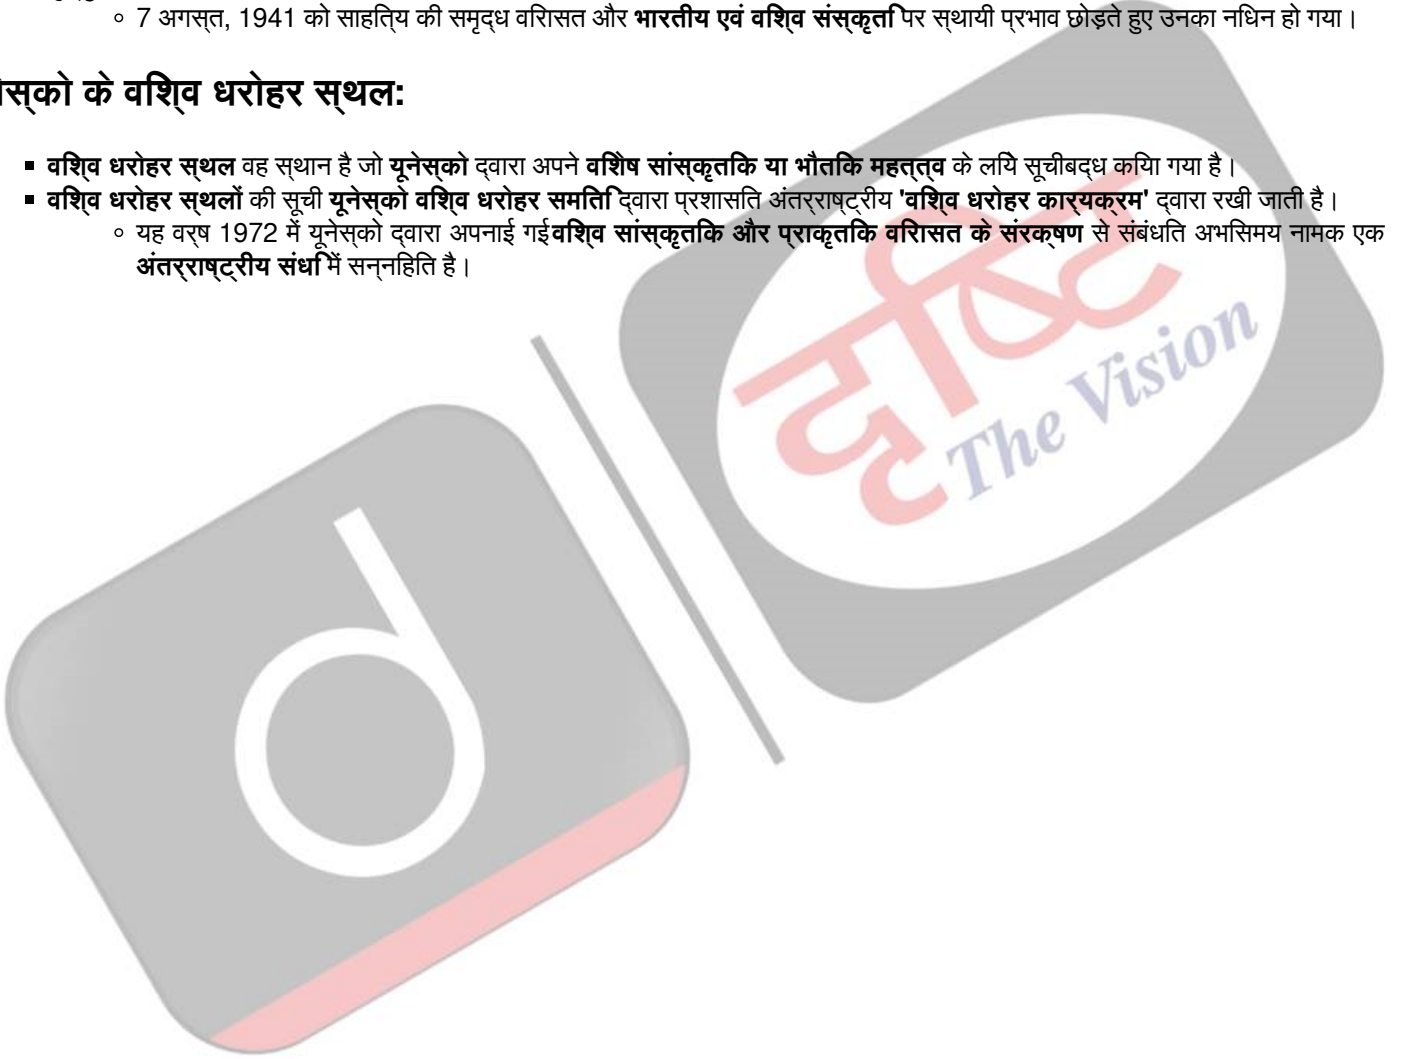 7 अगस्त, 1941 को साहित्य की समृद्ध विरासत और भारतीय एवं विश्व संस्कृति पर स्थायी प्रभाव छोड़ते हुए उनका निधन हो गया।
स्को के विश्व धरोहर स्थल:
विश्व धरोहर स्थल वह स्थान है जो यूनेस्को द्वारा अपने विशेष सांस्कृतिक या भौतिक महत्त्व के लिये सूचीबद्ध किया गया है।
विश्व धरोहर स्थलों की सूची यूनेस्को विश्व धरोहर समिति द्वारा प्रशासित अंतर्राष्ट्रीय 'विश्व धरोहर कार्यक्रम' द्वारा रखी जाती है।
यह वर्ष 1972 में यूनेस्को द्वारा अपनाई गई विश्व सांस्कृतिक और प्राकृतिक विरासत के संरक्षण से संबंधित अभिसमय नामक एक
अंतर्राष्ट्रीय संधि में सन्निहित है।
दृष्टि
The Vision
d